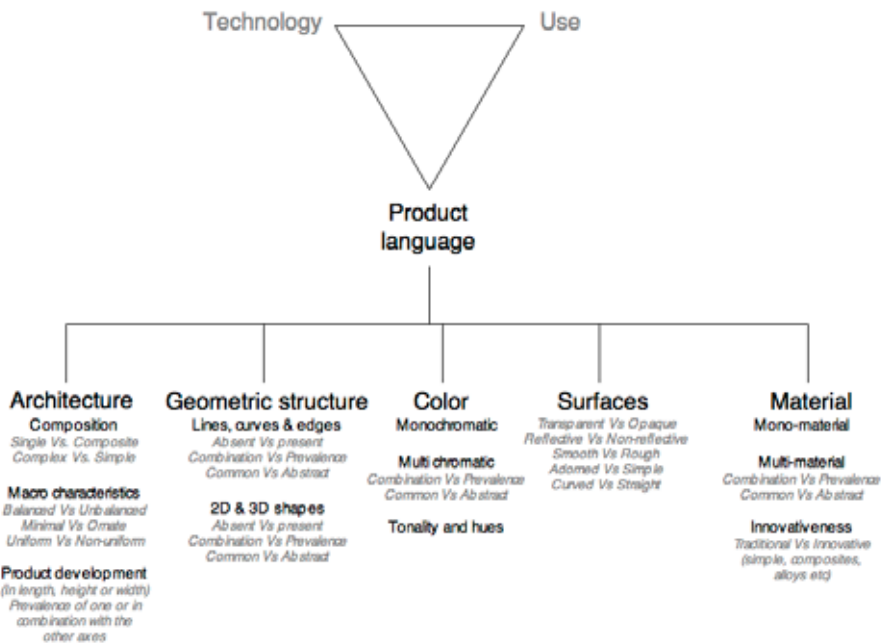 Technology
Use
Product
language
Architecture
Composition
Single Vs. Composite
Complex Vs. Simple
Macro characteristics
Balanced Vs Unbalanced
Minimal Vs Ornate
Uniform Vs Non-uniform
Product development
(In length, height or width)
Prevalence of one or in
combination with the
other axes
Geometric structure
Lines, curves & edges
Absent Vs present
Combination Vs Prevalence
Common Vs Abstract
2D & 3D shapes
Absent Vs present
Combination Vs Prevalence
Common Vs Abstract
Color
Monochromatic
Multi chromatic
Combination Vs Prevalence
Common Vs Abstract
Tonality and hues
Surfaces
Transparent Vs Opaque
Reflective Vs Non-reflective
Smooth Vs Rough
Adorned Vs Simple
Curved Vs Straight
Material
Mono-material
Multi-material
Combination Vs Prevalence
Common Vs Abstract
Innovativeness
Traditional Vs Innovative
(simple, composites,
alloys etc)